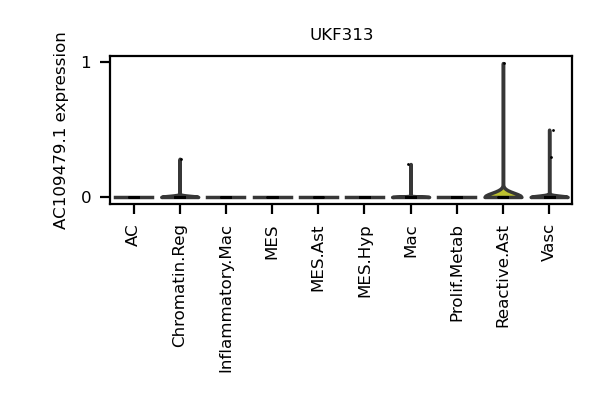 UKF313
AC109479.1 expression
1
0
AC
Chromatin.Reg
Inflammatory.Mac
MES
MES.Ast
MES.Hyp
Mac
Prolif.Metab
Reactive.Ast
Vasc